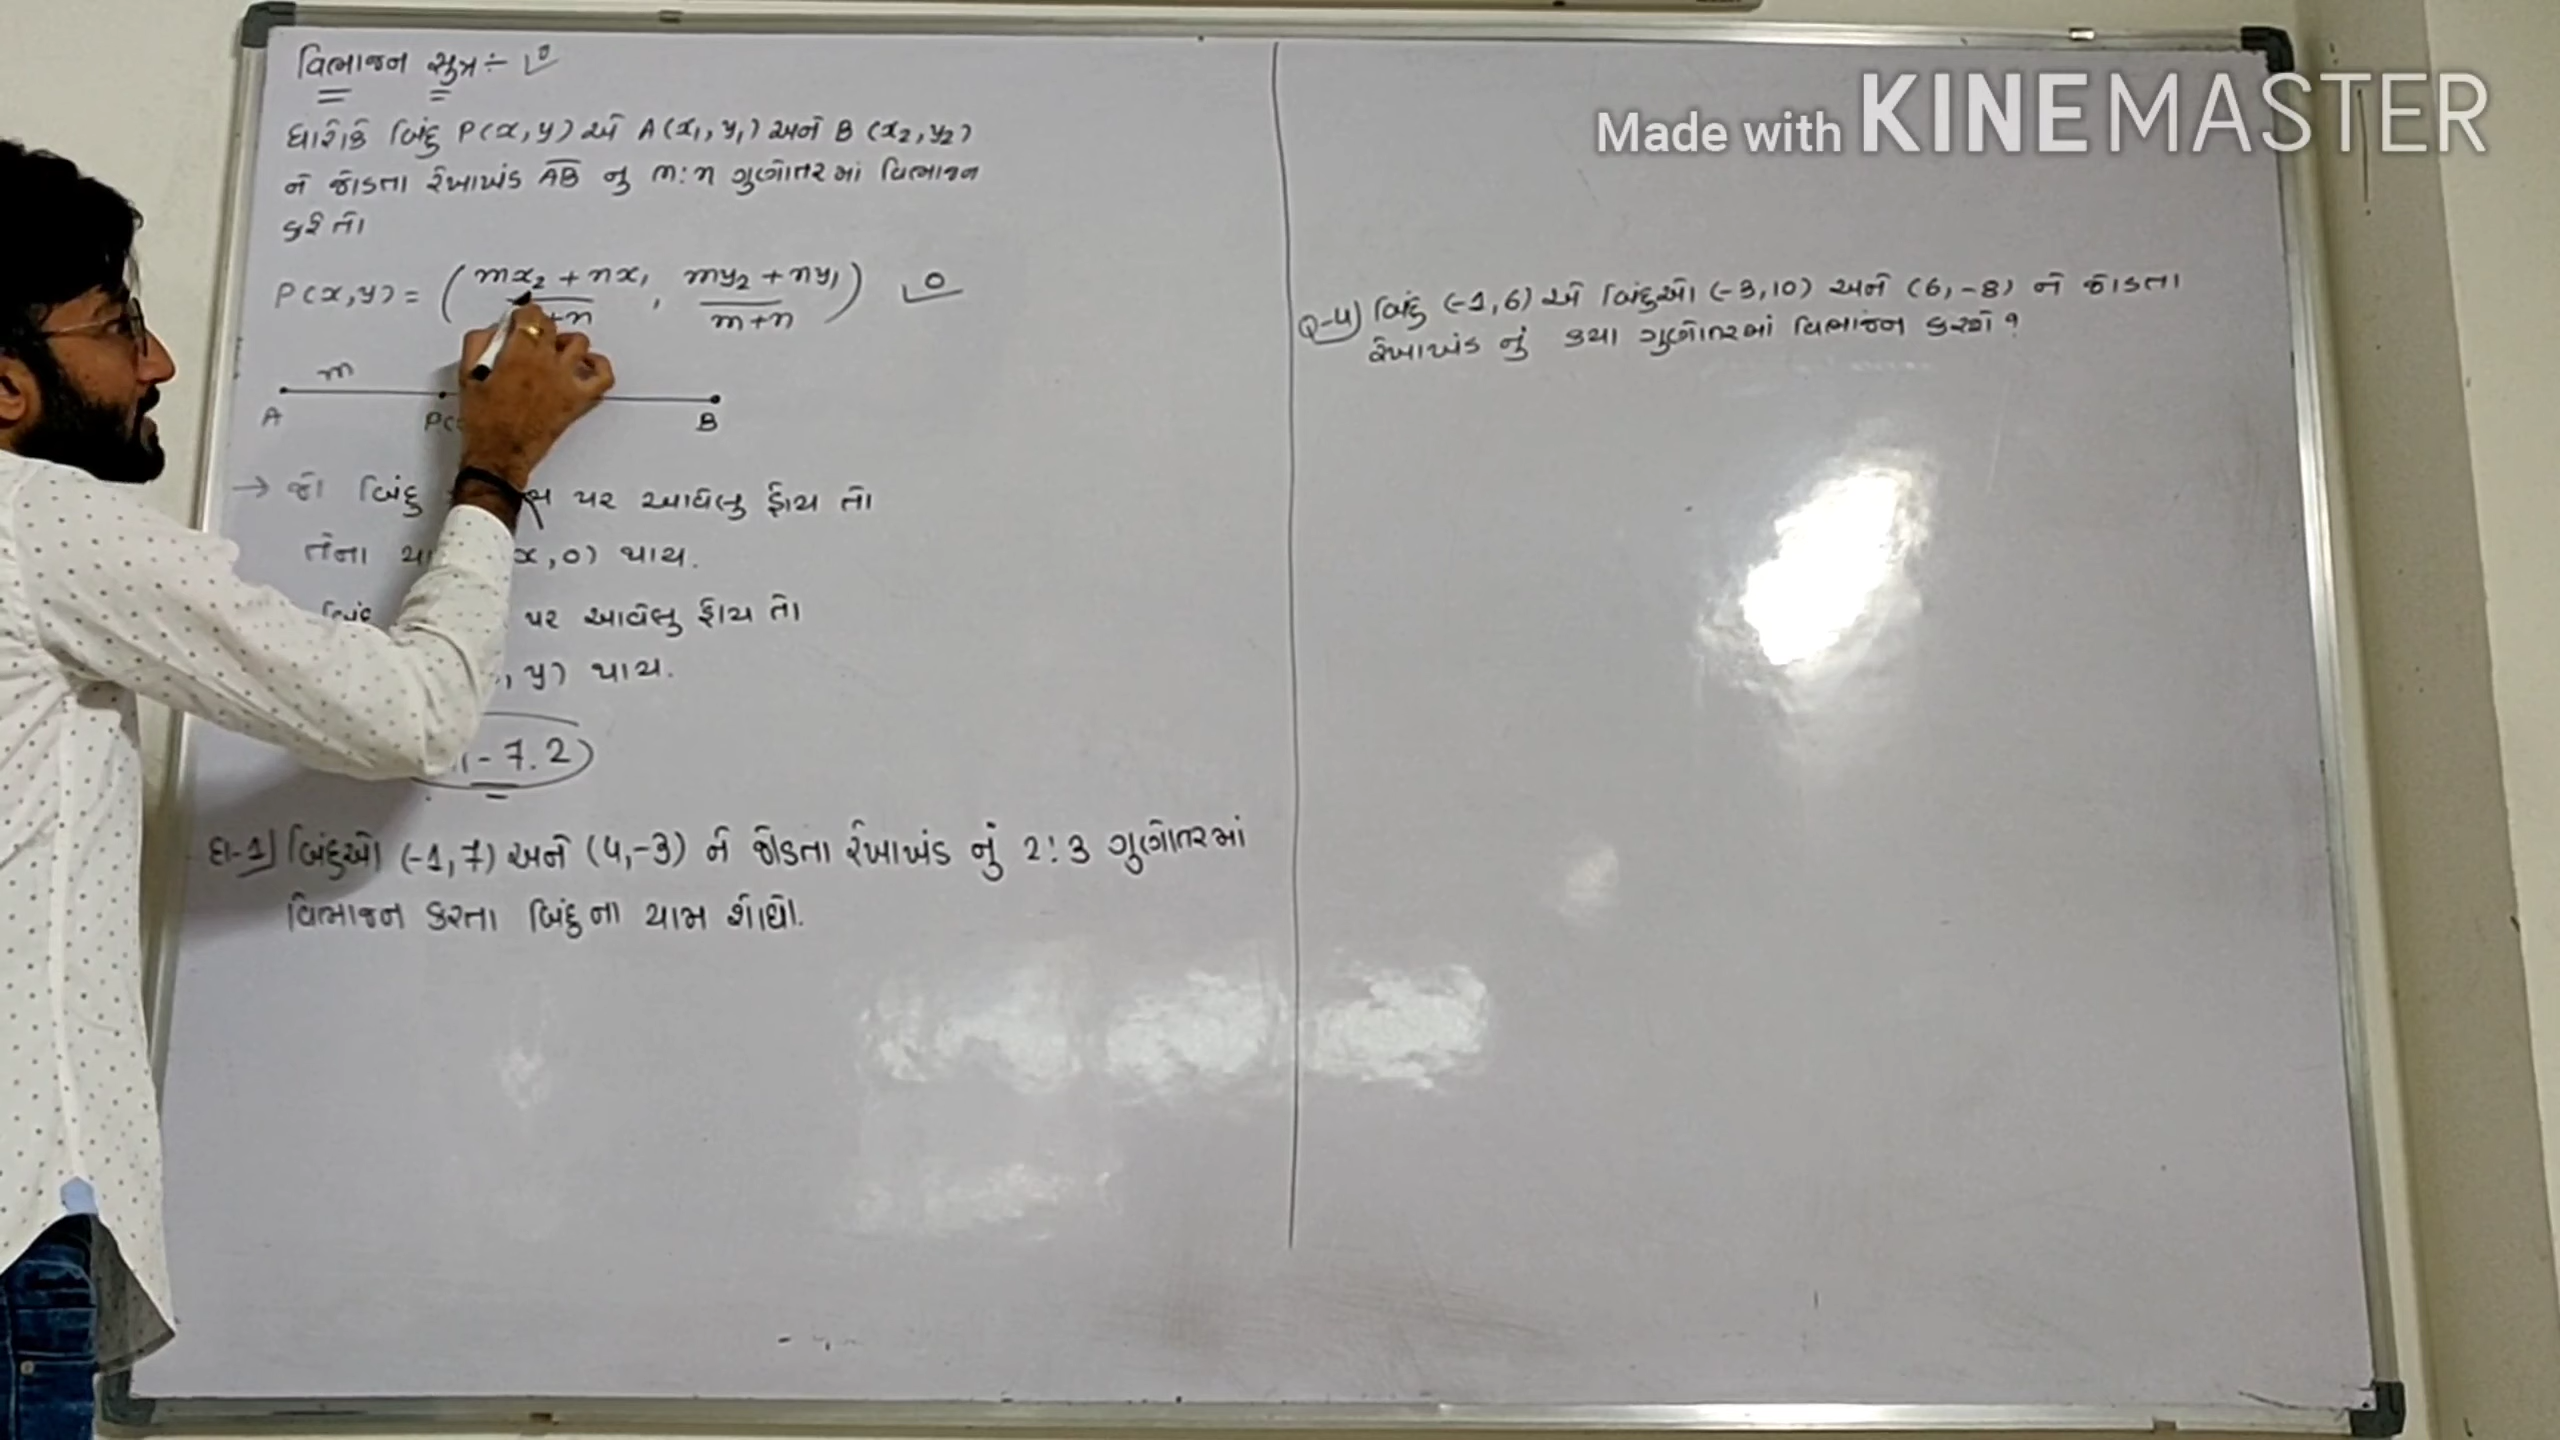 વિભાજન સુત્ર ÷
ધારોકે બિંદુ P(x,y) એ A(x₁,y₁) અને B(x₂,y₂)
ને જોડતા રેખાખંડ A̅B̅ નુ m:n ગુણોતરમાં વિભાજન
કરે તો
P(x,y) = (mx₂+nx₁ , my₂+ny₁)
+n m+n
m
A P( B
→ જો બિંદુ પર આવેલુ હોય તો
તેના x,0) થાય.
બિંદુ પર આવેલુ હોય તો
, y) થાય.
-7.2
દા-1) બિંદુઓ (-1,7) અને (4,-3) ને જોડતા રેખાખંડ નું 2:3 ગુણોતરમાં
વિભાજન કરતા બિંદુના યામ શોધો.
Made with KINEMASTER
Q-4) બિંદુ (-1,6) એ બિંદુઓ (-3,10) અને (6,-8) ને જોડતા
રેખાખંડ નું કયા ગુણોતરમાં વિભાજન કરશે?